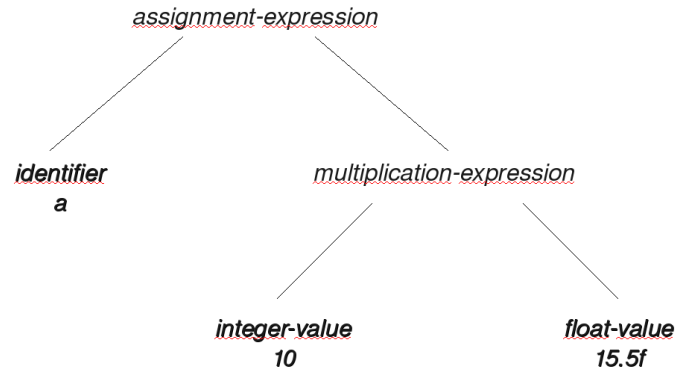 assignment-expression
identifier
a
multiplication-expression
integer-value
10
float-value
15.5f